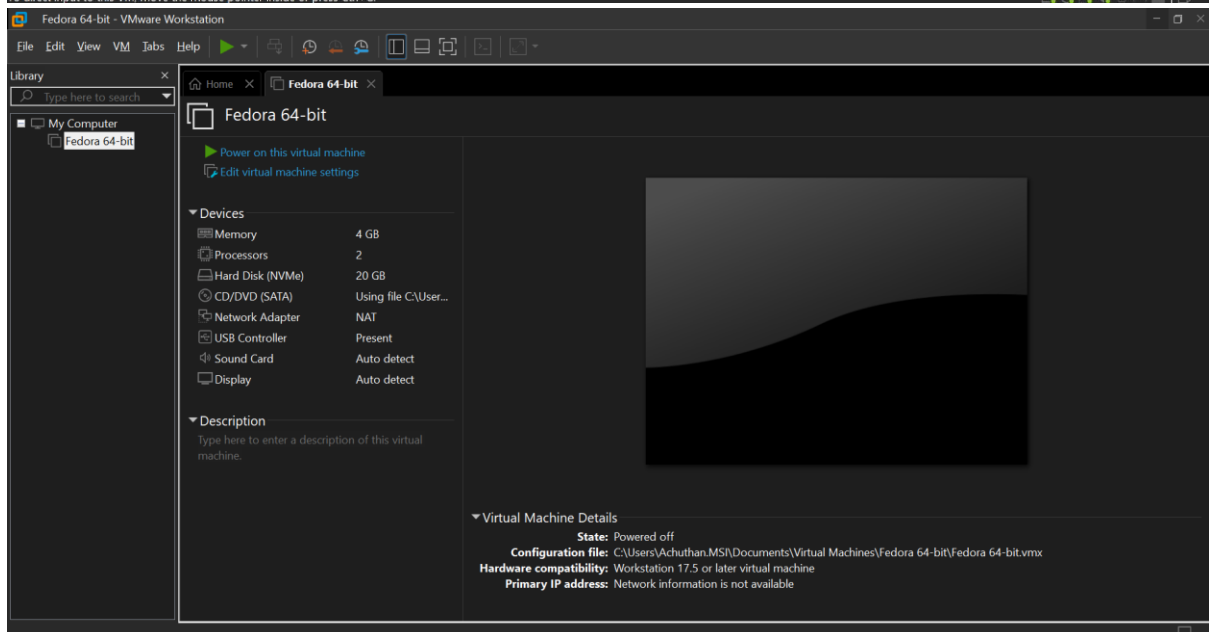 Fedora 64-bit - VMware Workstation
File Edit View VM Tabs Help
Library
Type here to search
My Computer
Fedora 64-bit
Home
Fedora 64-bit
Fedora 64-bit
Power on this virtual machine
Edit virtual machine settings
Devices
Memory 4 GB
Processors 2
Hard Disk (NVMe) 20 GB
CD/DVD (SATA) Using file C:\User...
Network Adapter NAT
USB Controller Present
Sound Card Auto detect
Display Auto detect
Description
Type here to enter a description of this virtual
machine.
Virtual Machine Details
State: Powered off
Configuration file: C:\Users\Achuthan.MSI\Documents\Virtual Machines\Fedora 64-bit\Fedora 64-bit.vmx
Hardware compatibility: Workstation 17.5 or later virtual machine
Primary IP address: Network information is not available